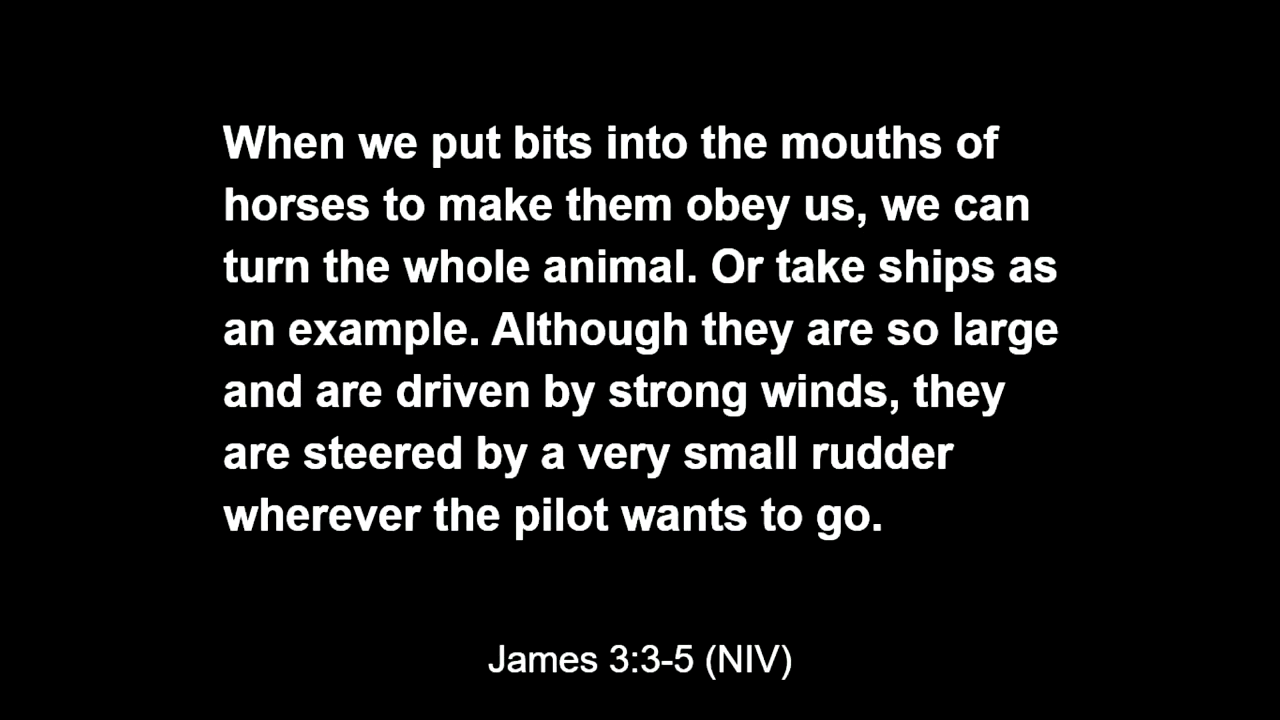 When we put bits into the mouths of
horses to make them obey us, we can
turn the whole animal. Or take ships as
an example. Although they are so large
and are driven by strong winds, they
are steered by a very small rudder
wherever the pilot wants to go.
James 3:3-5 (NIV)